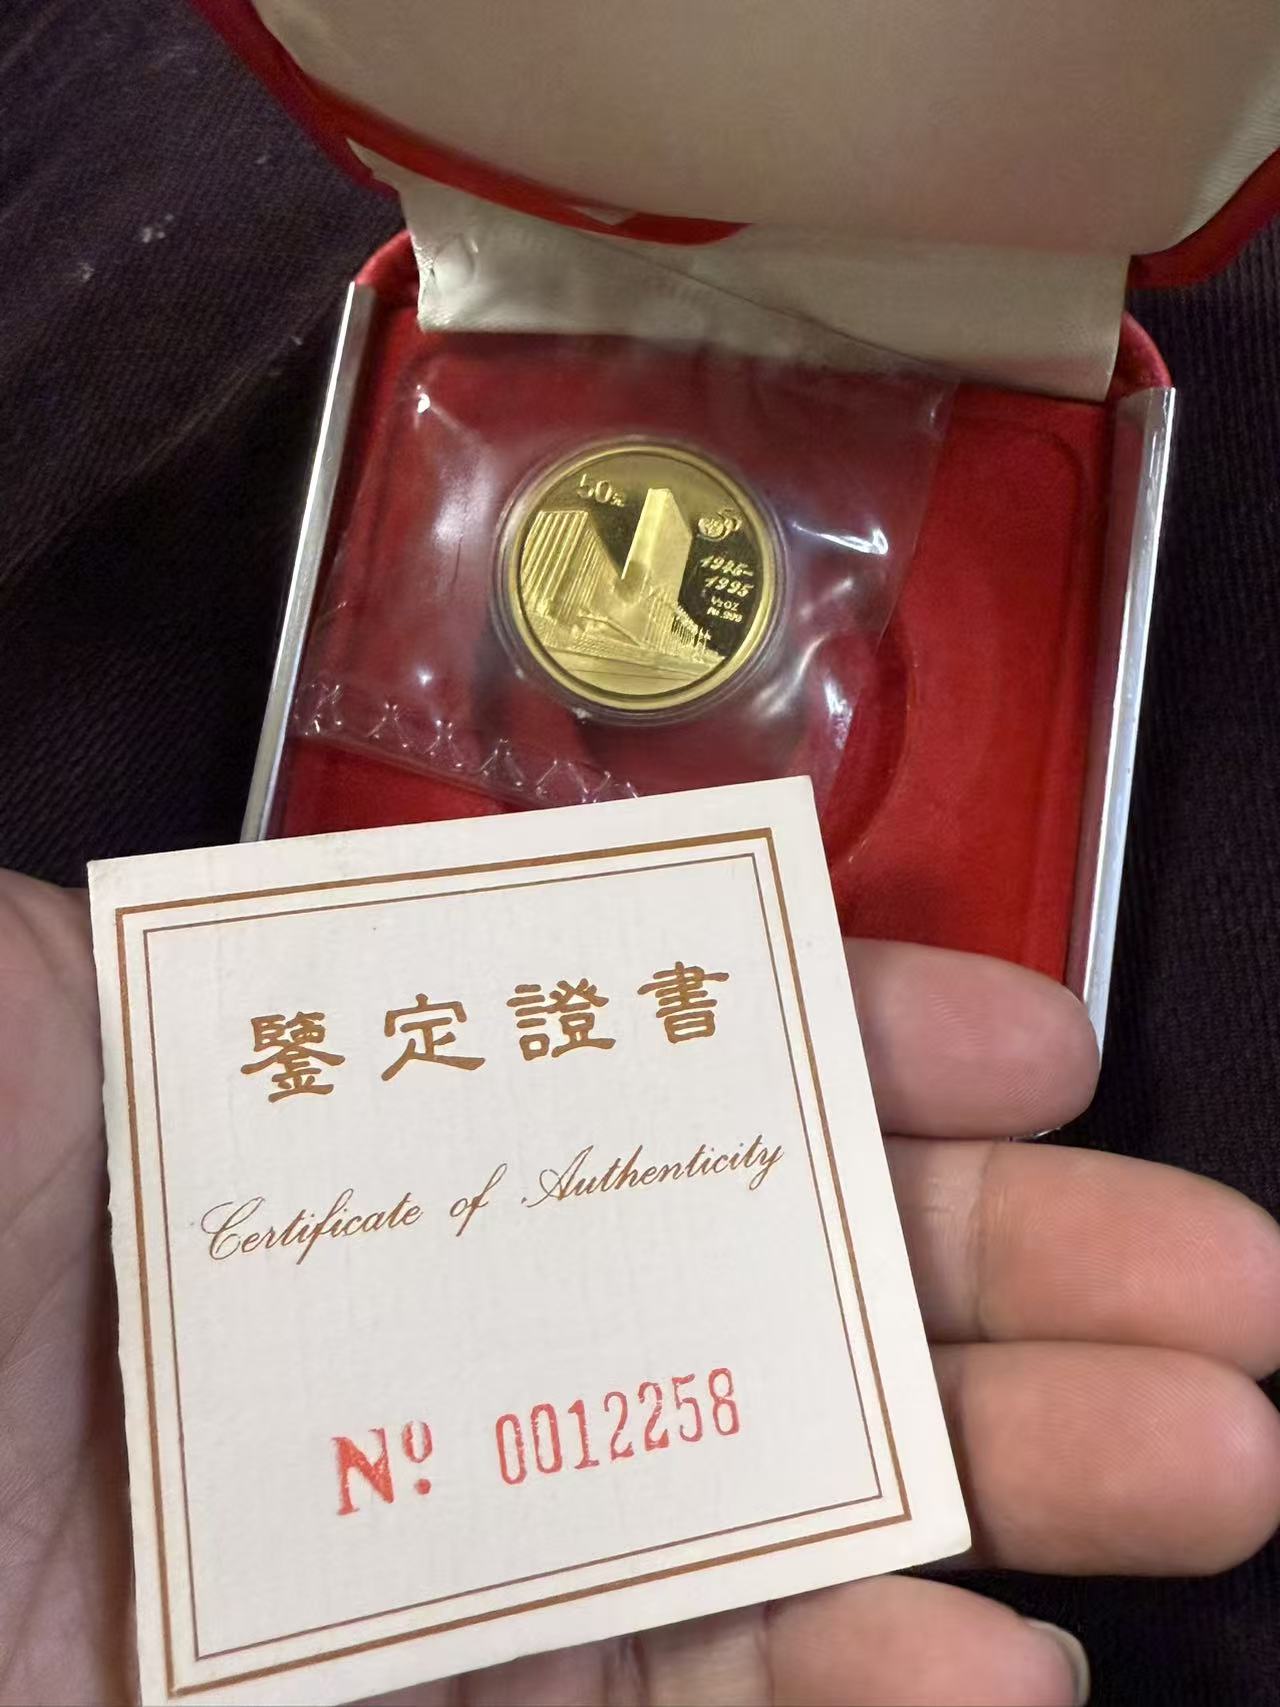 50元
1945-
1995
½OZ
AU .999
鑒定證書
Certificate of Authenticity
Nº 0012258